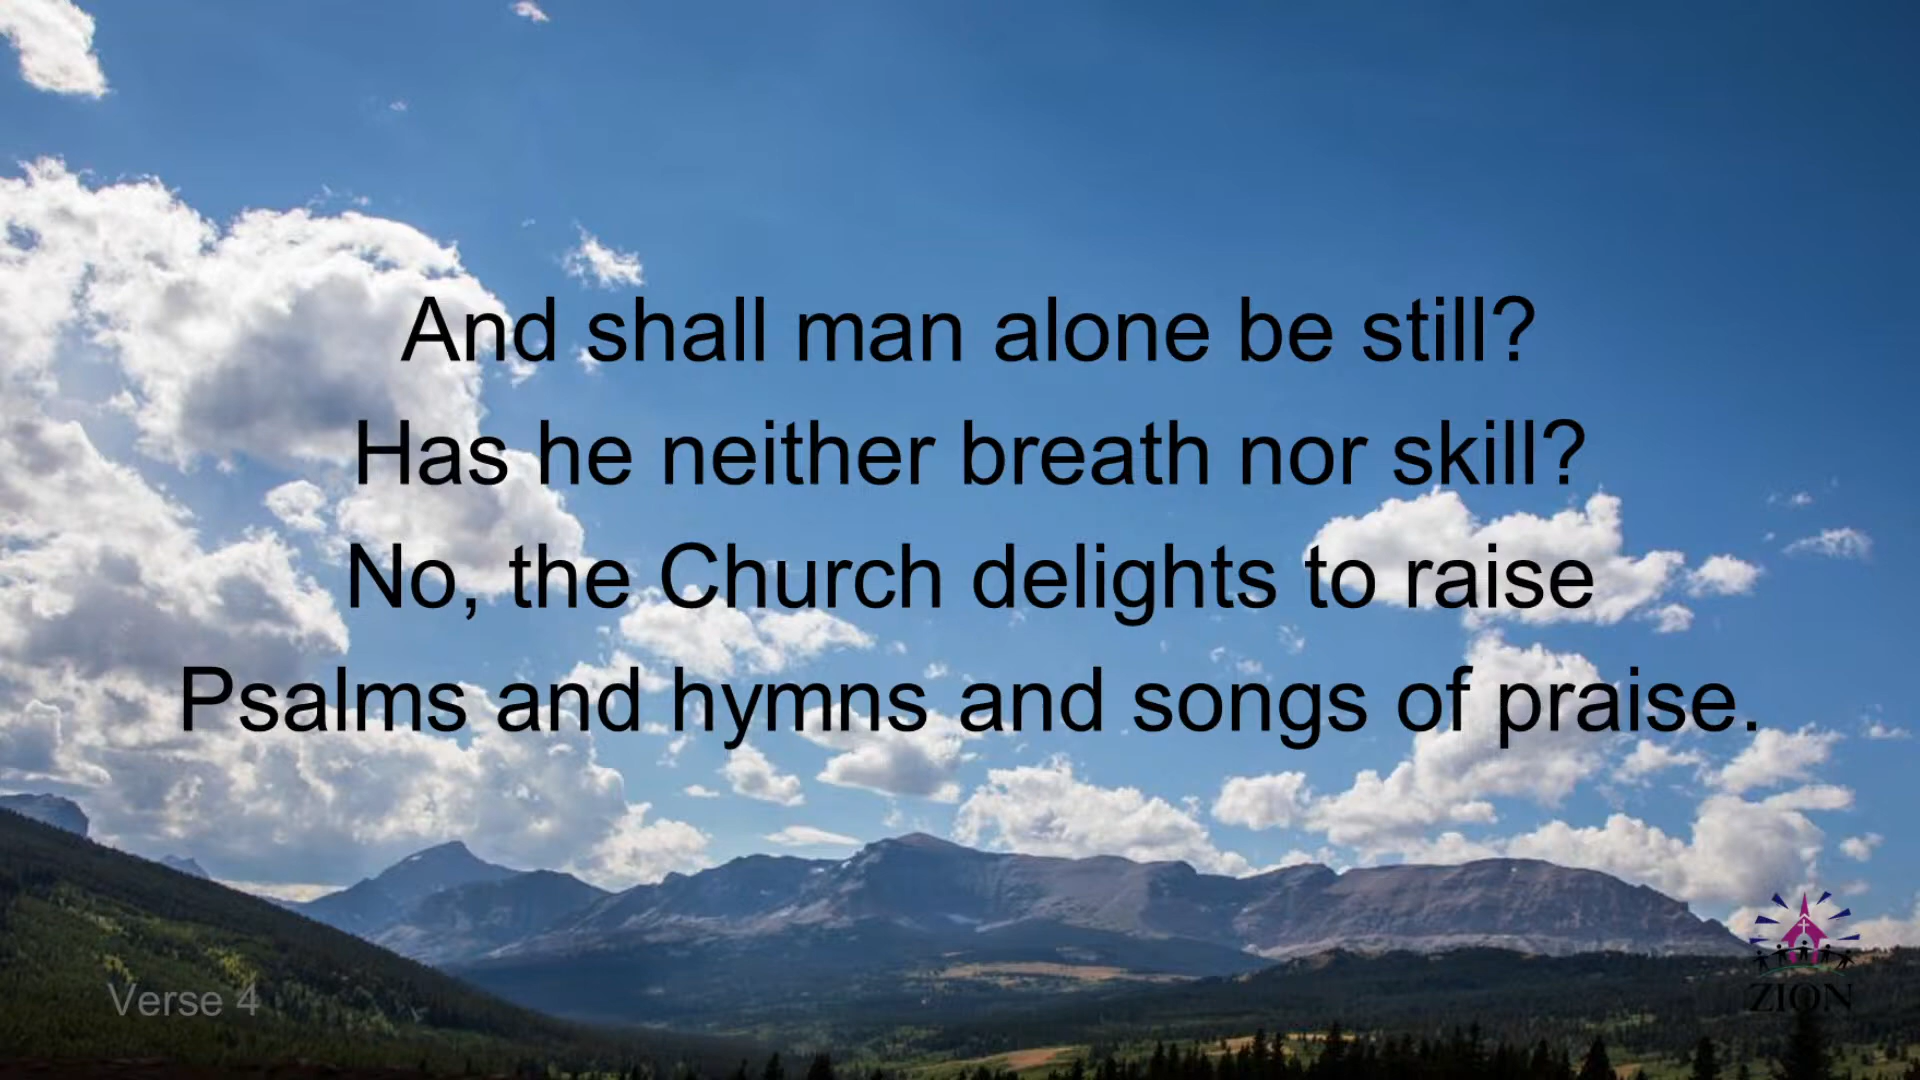 And shall man alone be still?
Has he neither breath nor skill?
No, the Church delights to raise
Psalms and hymns and songs of praise.
Verse 4
ZION